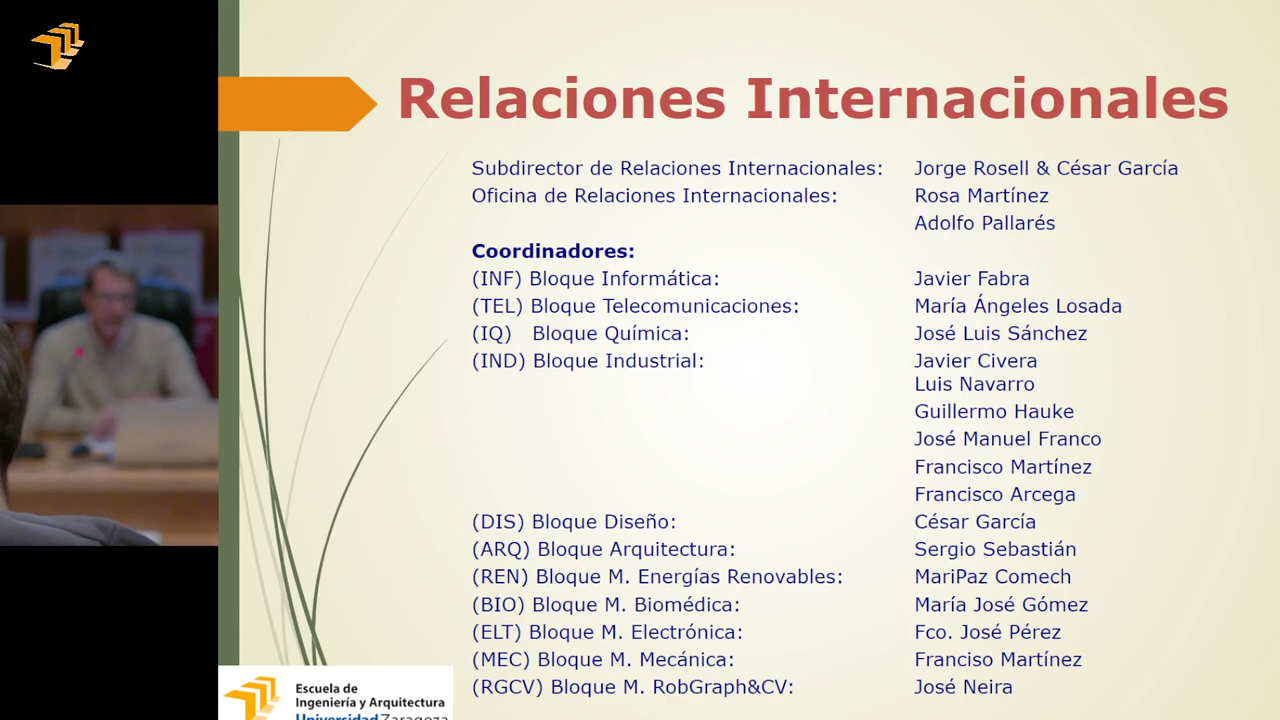 Relaciones Internacionales
Subdirector de Relaciones Internacionales: Jorge Rosell & César García
Oficina de Relaciones Internacionales: Rosa Martínez
Adolfo Pallarés
Coordinadores:
(INF) Bloque Informática: Javier Fabra
(TEL) Bloque Telecomunicaciones: María Ángeles Losada
(IQ) Bloque Química: José Luis Sánchez
(IND) Bloque Industrial: Javier Civera
Luis Navarro
Guillermo Hauke
José Manuel Franco
Francisco Martínez
Francisco Arcega
(DIS) Bloque Diseño: César García
(ARQ) Bloque Arquitectura: Sergio Sebastián
(REN) Bloque M. Energías Renovables: MariPaz Comech
(BIO) Bloque M. Biomédica: María José Gómez
(ELT) Bloque M. Electrónica: Fco. José Pérez
(MEC) Bloque M. Mecánica: Franciso Martínez
(RGCV) Bloque M. RobGraph&CV: José Neira
Escuela de
Ingeniería y Arquitectura
Universidad Zaragoza